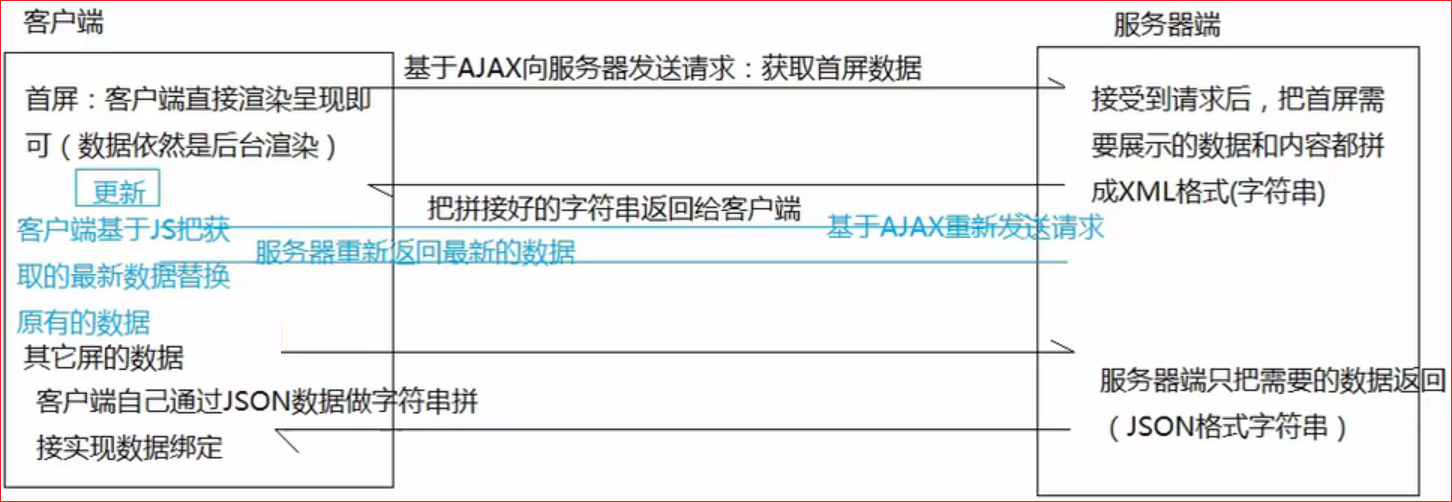 客户端
服务器端
基于AJAX向服务器发送请求：获取首屏数据
首屏：客户端直接渲染呈现即
可（数据依然是后台渲染）
接受到请求后，把首屏需
要展示的数据和内容都拼
成XML格式(字符串)
更新
把拼接好的字符串返回给客户端
基于AJAX重新发送请求
客户端基于JS把获
取的最新数据替换
原有的数据
服务器重新返回最新的数据
其它屏的数据
客户端自己通过JSON数据做字符串拼
接实现数据绑定
服务器端只把需要的数据返回
（JSON格式字符串）